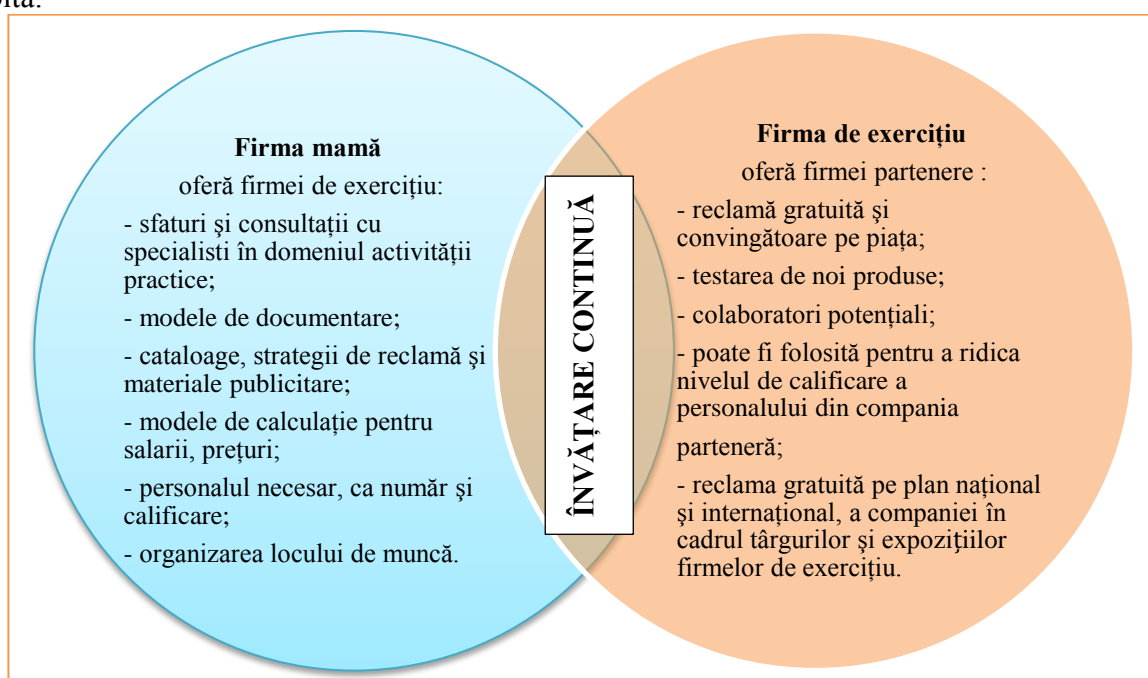 Firma mamă
oferă firmei de exercițiu:
- sfaturi şi consultații cu
specialisti în domeniul activității
practice;
- modele de documentare;
- cataloage, strategii de reclamă şi
materiale publicitare;
- modele de calculație pentru
salarii, prețuri;
- personalul necesar, ca număr şi
calificare;
- organizarea locului de muncă.
ÎNVĂȚARE CONTINUĂ
Firma de exercițiu
oferă firmei partenere :
- reclamă gratuită şi
convingătoare pe piața;
- testarea de noi produse;
- colaboratori potențiali;
- poate fi folosită pentru a ridica
nivelul de calificare a
personalului din compania
parteneră;
- reclama gratuită pe plan național
şi internațional, a companiei în
cadrul târgurilor şi expozițiilor
firmelor de exercițiu.